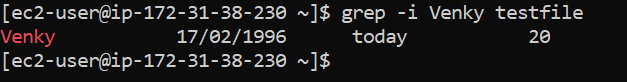 [ec2-user@ip-172-31-38-230 ~]$ grep -i Venky testfile
Venky           17/02/1996      today           20
[ec2-user@ip-172-31-38-230 ~]$